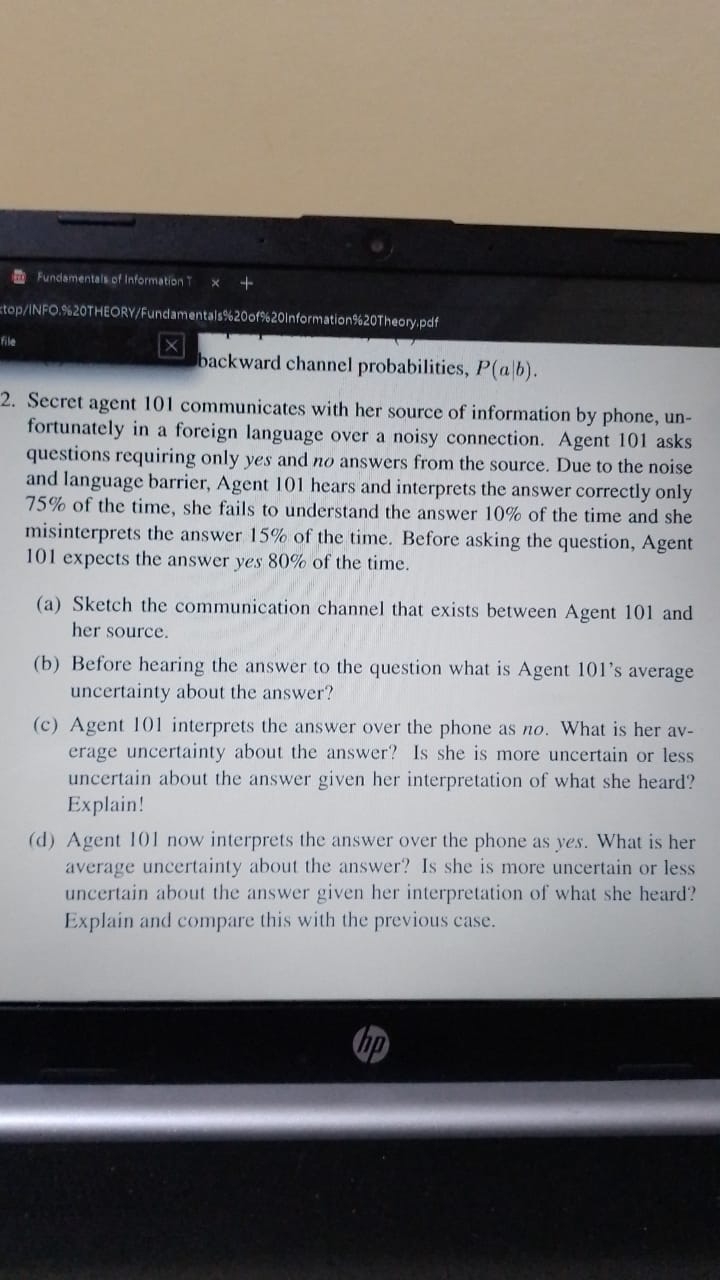 Fundamentals of Information T × +
top/INFO.%20THEORY/Fundamentals%20of%20Information%20Theory.pdf
file
backward channel probabilities, P(a|b).
2. Secret agent 101 communicates with her source of information by phone, un-
fortunately in a foreign language over a noisy connection. Agent 101 asks
questions requiring only yes and no answers from the source. Due to the noise
and language barrier, Agent 101 hears and interprets the answer correctly only
75% of the time, she fails to understand the answer 10% of the time and she
misinterprets the answer 15% of the time. Before asking the question, Agent
101 expects the answer yes 80% of the time.
(a) Sketch the communication channel that exists between Agent 101 and
her source.
(b) Before hearing the answer to the question what is Agent 101's average
uncertainty about the answer?
(c) Agent 101 interprets the answer over the phone as no. What is her av-
erage uncertainty about the answer? Is she is more uncertain or less
uncertain about the answer given her interpretation of what she heard?
Explain!
(d) Agent 101 now interprets the answer over the phone as yes. What is her
average uncertainty about the answer? Is she is more uncertain or less
uncertain about the answer given her interpretation of what she heard?
Explain and compare this with the previous case.
hp